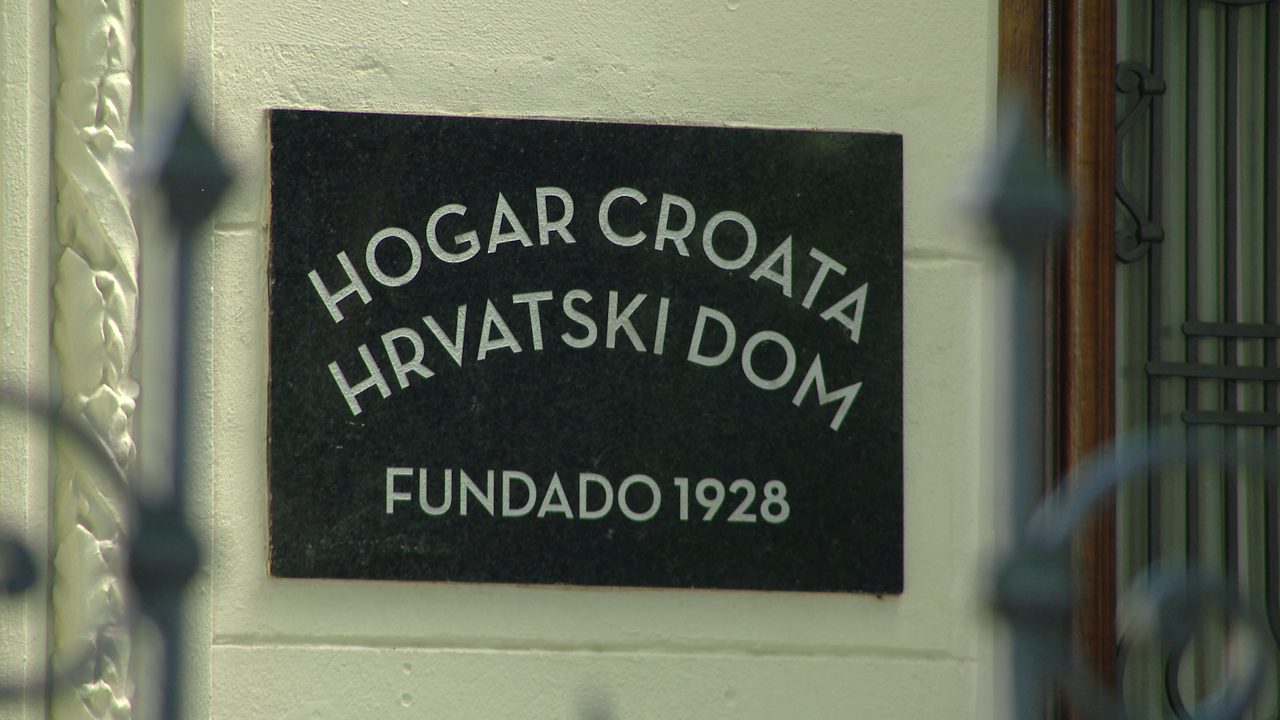 HOGAR CROATA
HRVATSKI DOM
FUNDADO 1928